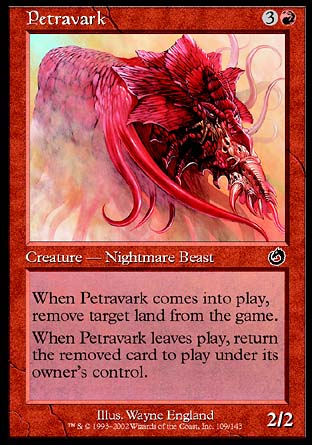 Petravark 3
Creature — Nightmare Beast
When Petravark comes into play,
remove target land from the game.
When Petravark leaves play, return
the removed card to play under its
owner's control.
2/2
Illus. Wayne England
™ & © 1993–2002 Wizards of the Coast, Inc. 109/143